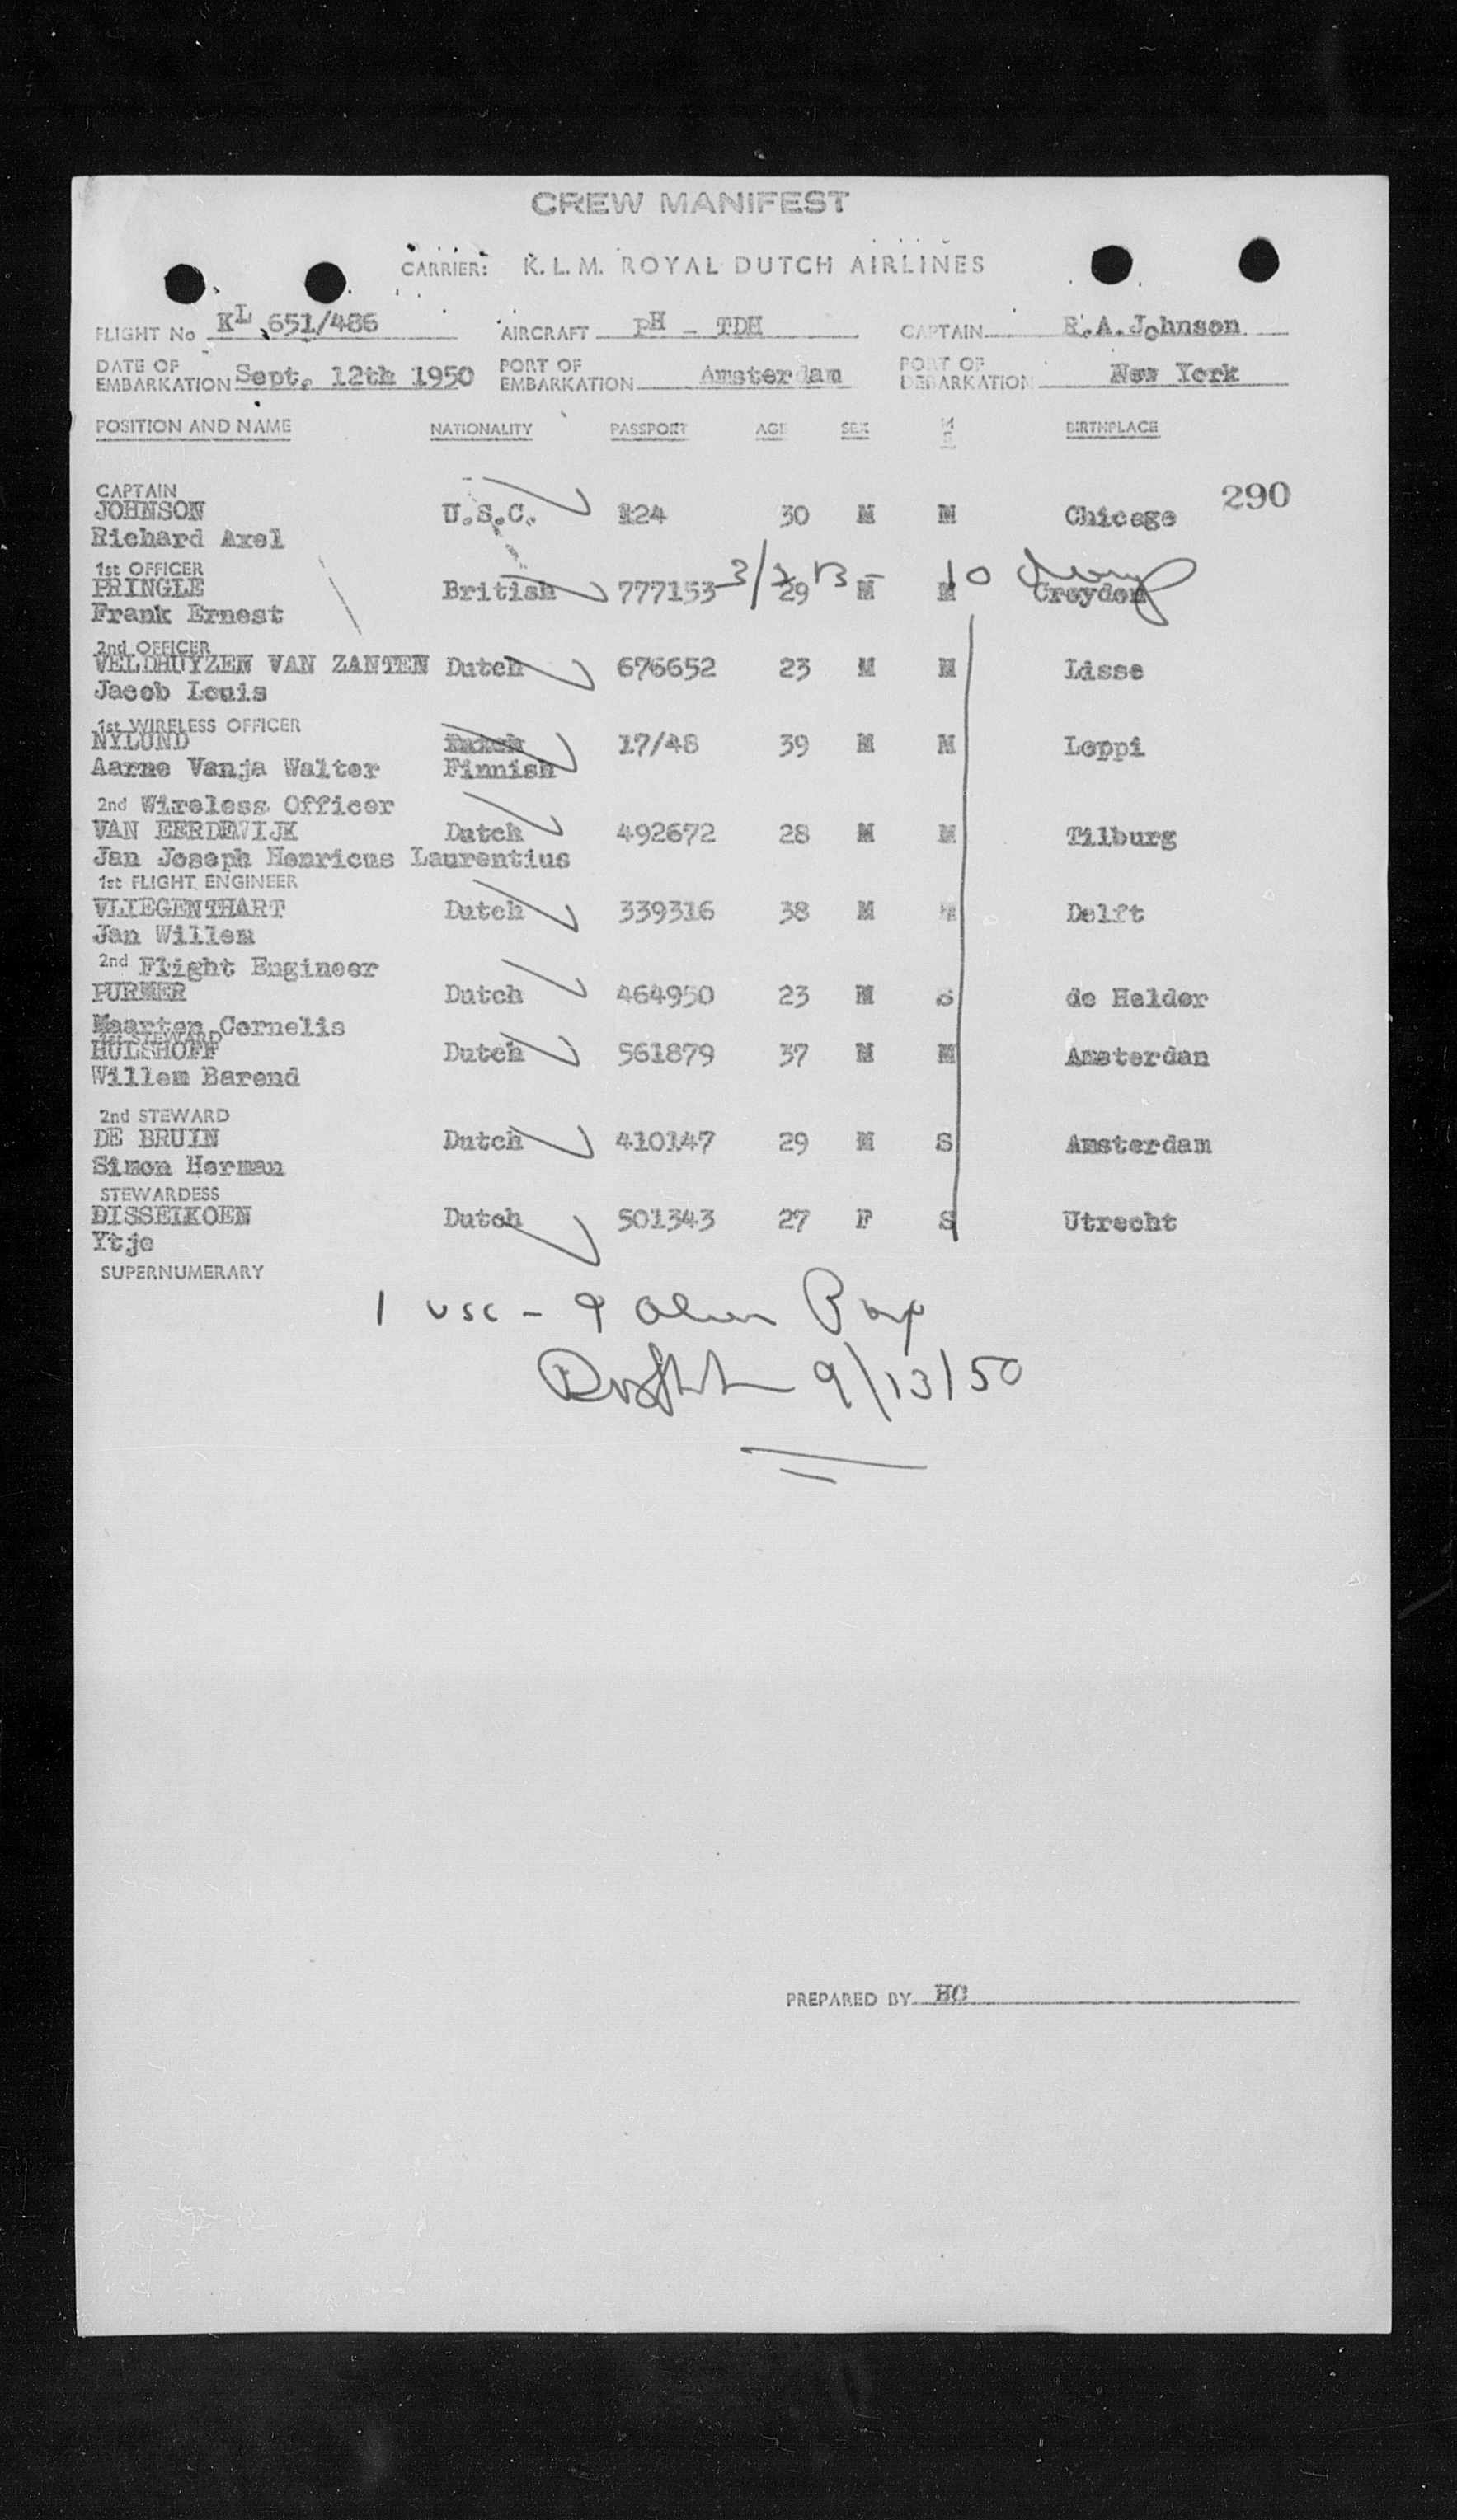 CREW MANIFEST
CARRIER: K.L.M. ROYAL DUTCH AIRLINES
FLIGHT No KL 651/486 AIRCRAFT pH - TDH CAPTAIN R.A.Johnson
DATE OF EMBARKATION Sept. 12th 1950 PORT OF EMBARKATION Amsterdam PORT OF DEBARKATION New York
POSITION AND NAME NATIONALITY PASSPORT AGE SEX M S BIRTHPLACE
290
CAPTAIN
JOHNSON U.S.C. 124 30 M M Chicago
Richard Axel
1st OFFICER
PRINGLE British 777153 29 M M Croydon
Frank Ernest
2nd OFFICER
VELDHUYZEN VAN ZANTEN Dutch 676652 23 M M Lisse
Jacob Louis
1st WIRELESS OFFICER
NYLUND Dutch 17/48 39 M M Loppi
Aarne Vanja Walter Finnish
2nd Wireless Officer
VAN EERDEWIJK Dutch 492672 28 M M Tilburg
Jan Joseph Henricus Laurentius
1st FLIGHT ENGINEER
VLIEGENTHART Dutch 339316 38 M M Delft
Jan Willem
2nd Flight Engineer
PURMER Dutch 464950 23 M S de Helder
Maarten Cornelis
1st STEWARD
HULSHOFF Dutch 561879 37 M M Amsterdam
Willem Barend
2nd STEWARD
DE BRUIN Dutch 410147 29 M S Amsterdam
Simon Herman
STEWARDESS
DISSELKOEN Dutch 501343 27 F S Utrecht
Ytje
SUPERNUMERARY
1 usc - 9 alien
9/13/50
PREPARED BY HC